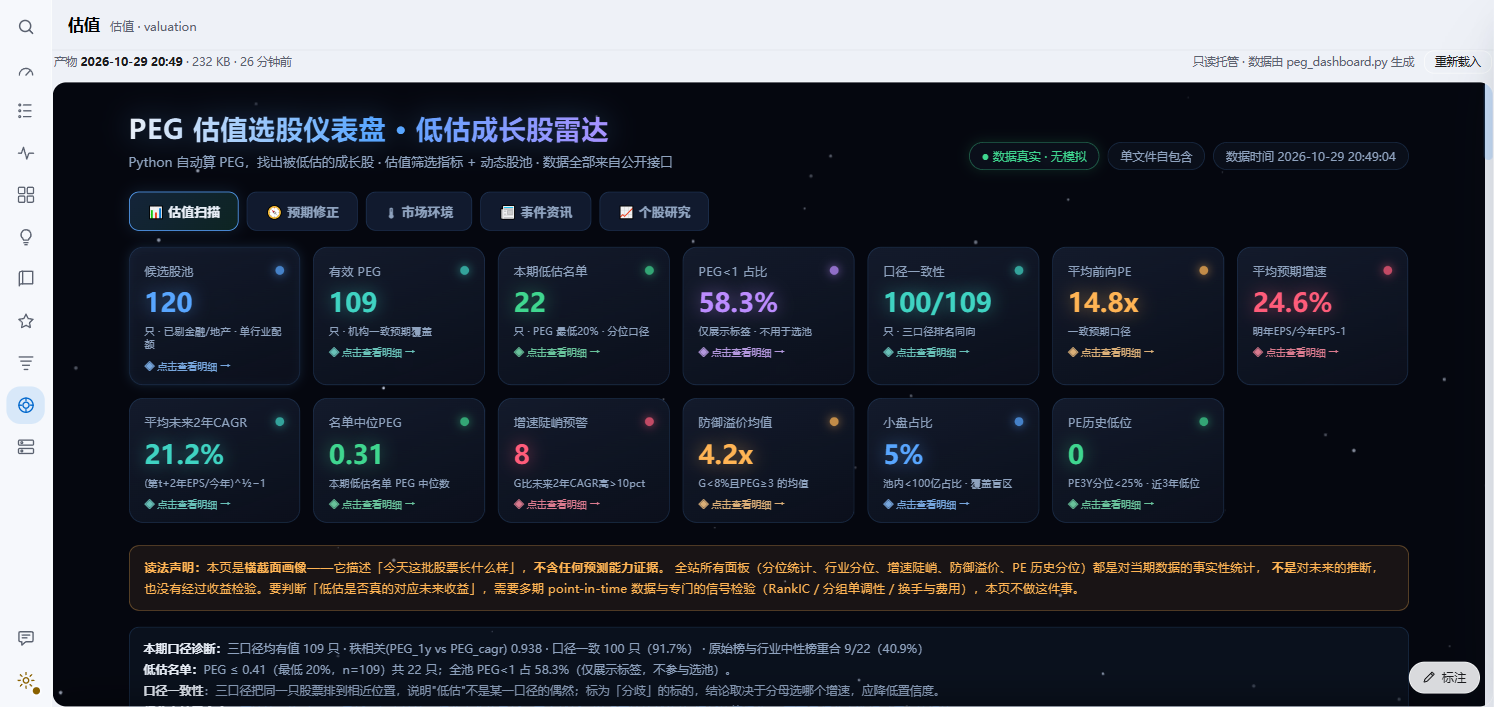 估值 估值 · valuation
产物 2026-10-29 20:49 · 232 KB · 26 分钟前 只读托管 · 数据由 peg_dashboard.py 生成 重新载入
PEG 估值选股仪表盘 · 低估成长股雷达
Python 自动算 PEG，找出被低估的成长股 · 估值筛选指标 + 动态股池 · 数据全部来自公开接口
数据真实 · 无模拟 单文件自包含 数据时间 2026-10-29 20:49:04
估值扫描 预期修正 市场环境 事件资讯 个股研究
候选股池
120
只 · 已剔金融/地产 · 单行业配
额
◈ 点击查看明细 →
有效 PEG
109
只 · 机构一致预期覆盖
◈ 点击查看明细 →
本期低估名单
22
只 · PEG 最低20% · 分位口径
◈ 点击查看明细 →
PEG<1 占比
58.3%
仅展示标签 · 不用于选池
◈ 点击查看明细 →
口径一致性
100/109
只 · 三口径排名同向
◈ 点击查看明细 →
平均前向PE
14.8x
一致预期口径
◈ 点击查看明细 →
平均预期增速
24.6%
明年EPS/今年EPS-1
◈ 点击查看明细 →
平均未来2年CAGR
21.2%
(第t+2年EPS/今年)^½−1
◈ 点击查看明细 →
名单中位PEG
0.31
本期低估名单 PEG 中位数
◈ 点击查看明细 →
增速陡峭预警
8
G比未来2年CAGR高>10pct
◈ 点击查看明细 →
防御溢价均值
4.2x
G<8%且PEG≥3 的均值
◈ 点击查看明细 →
小盘占比
5%
池内<100亿占比 · 覆盖盲区
◈ 点击查看明细 →
PE历史低位
0
PE3Y分位<25% · 近3年低位
◈ 点击查看明细 →
读法声明：本页是横截面画像——它描述「今天这批股票长什么样」，不含任何预测能力证据。 全站所有面板（分位统计、行业分位、增速陡峭、防御溢价、PE 历史分位）都是对当期数据的事实性统计， 不是对未来的推断，
也没有经过收益检验。要判断「低估是否真的对应未来收益」，需要多期 point-in-time 数据与专门的信号检验（RankIC / 分组单调性 / 换手与费用），本页不做这件事。
本期口径诊断：三口径均有值 109 只 · 秩相关(PEG_1y vs PEG_cagr) 0.938 · 口径一致 100 只（91.7%） · 原始榜与行业中性榜重合 9/22（40.9%）
低估名单：PEG ≤ 0.41（最低 20%，n=109）共 22 只；全池 PEG<1 占 58.3%（仅展示标签，不参与选池）。
口径一致性：三口径把同一只股票排到相近位置，说明"低估"不是某一口径的偶然；标为「分歧」的标的，结论取决于分母选哪个增速，应降低置信度。
标注